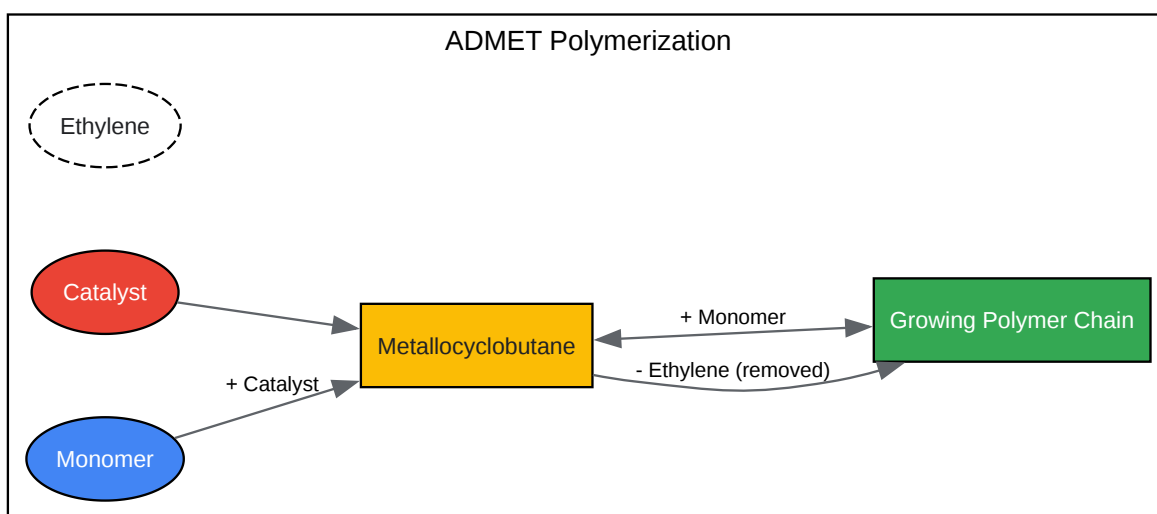 ADMET Polymerization
Ethylene
Catalyst
+ Catalyst
Monomer
Metallocyclobutane
+ Monomer
- Ethylene (removed)
Growing Polymer Chain